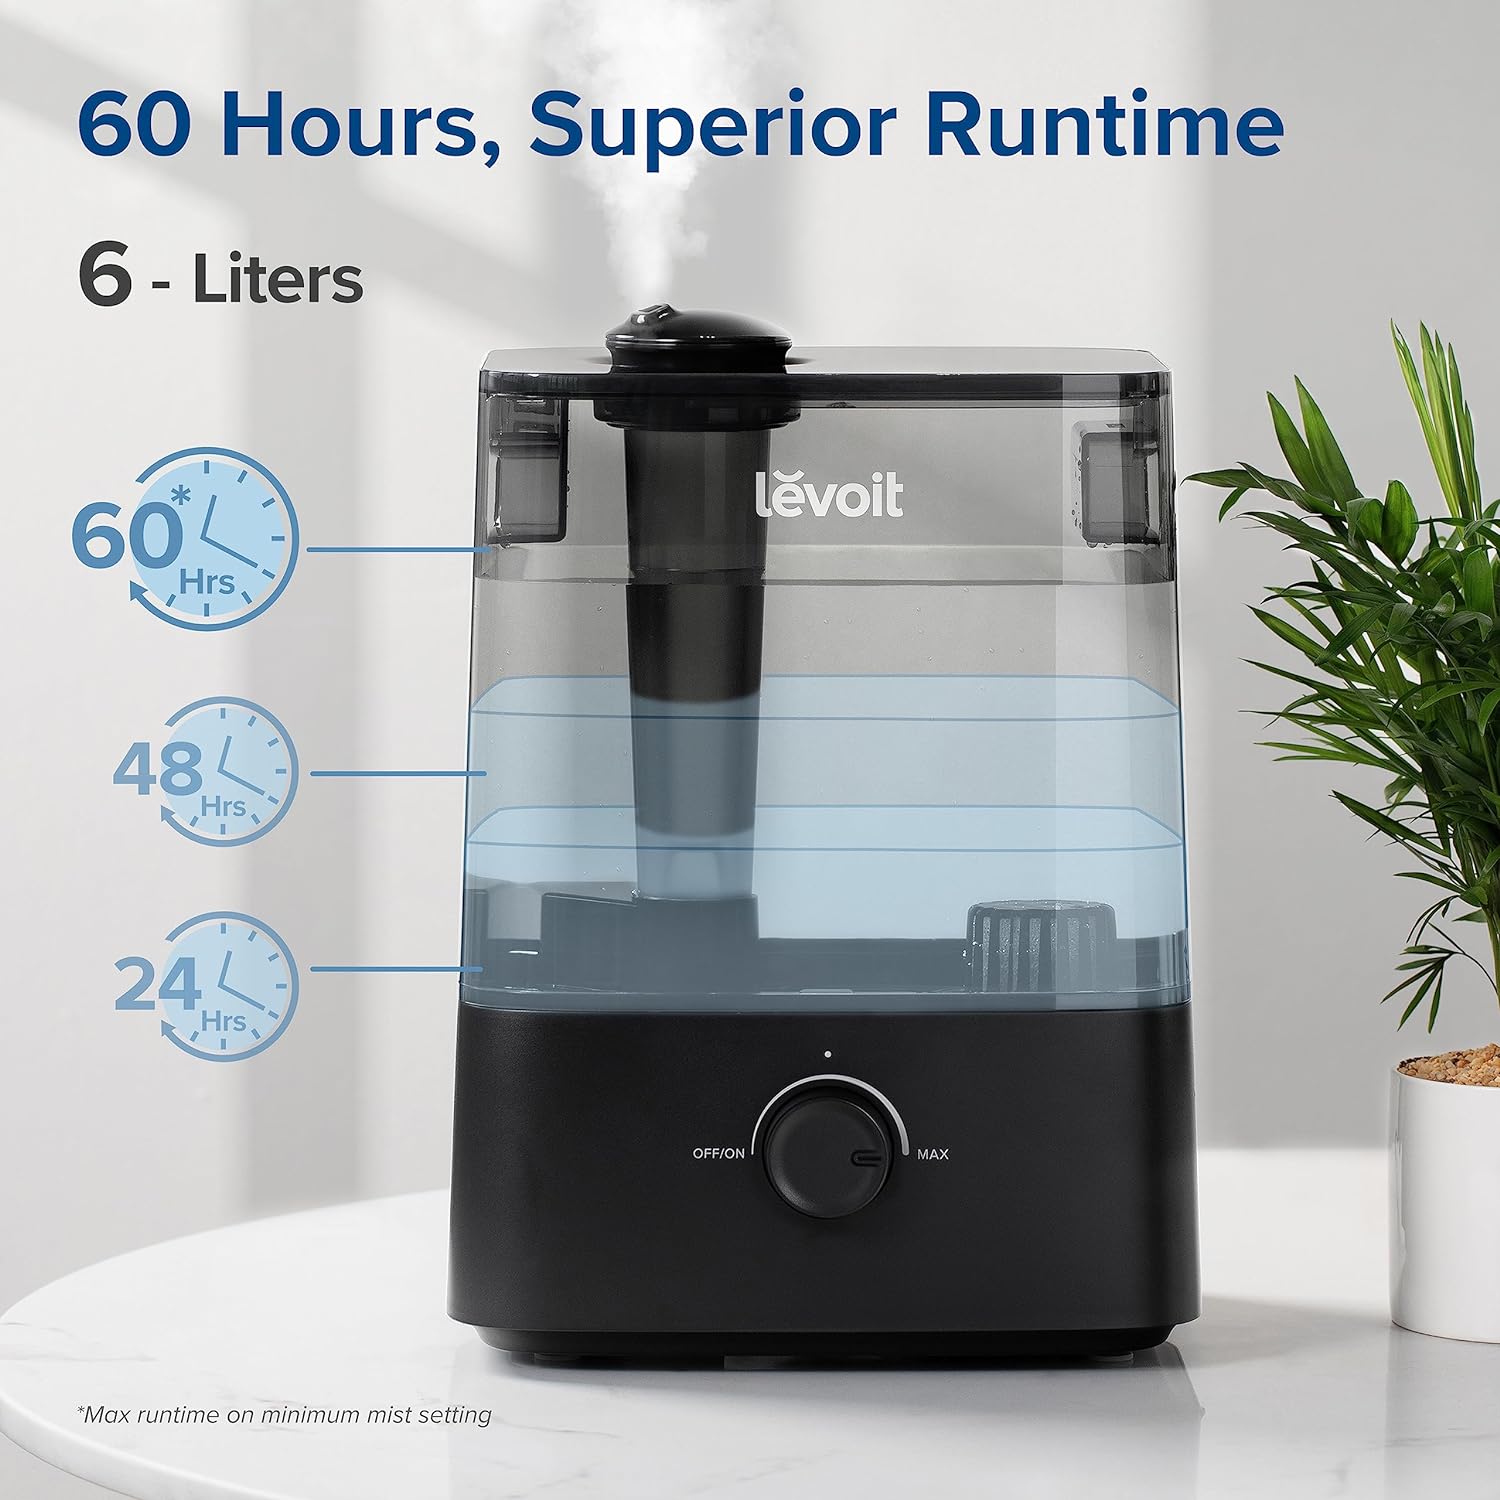 60 Hours, Superior Runtime
6 - Liters
lĕvoit
60*
Hrs
48
Hrs
24
Hrs
OFF/ON
MAX
*Max runtime on minimum mist setting